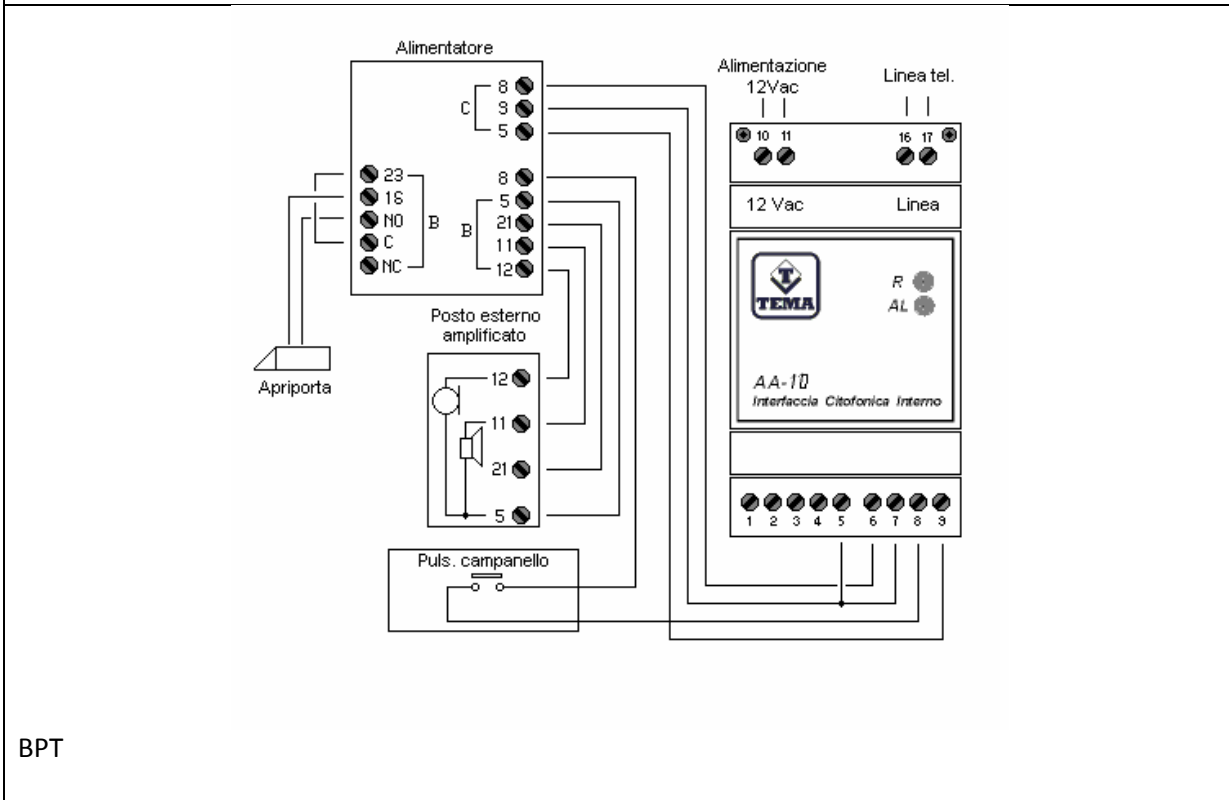 Alimentatore
8
C
9
5
23
16
NO
C
NC
B
8
5
B
21
11
12
Posto esterno
amplificato
12
11
21
5
Apriporta
Puls. campanello
Alimentazione
12Vac
Linea tel.
10 11
16 17
12 Vac
Linea
T
TEMA
R
AL
AA-10
Interfaccia Citofonica Interno
1 2 3 4 5 6 7 8 9
BPT